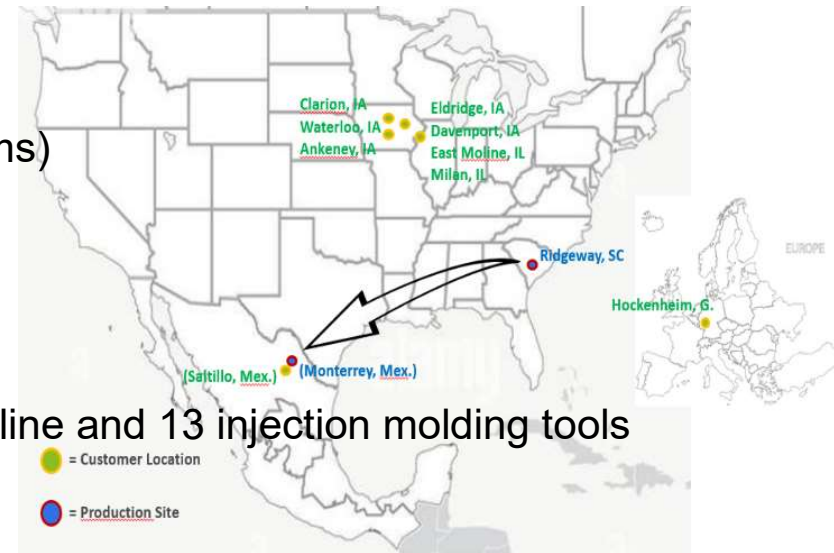 Clarion, IA
Waterloo, IA
Ankeney, IA
Eldridge, IA
Davenport, IA
East Moline, IL
Milan, IL
ns)
Ridgeway, SC
EUROPE
Hockenheim, G.
(Saltillo, Mex.)
(Monterrey, Mex.)
line and 13 injection molding tools
= Customer Location
= Production Site